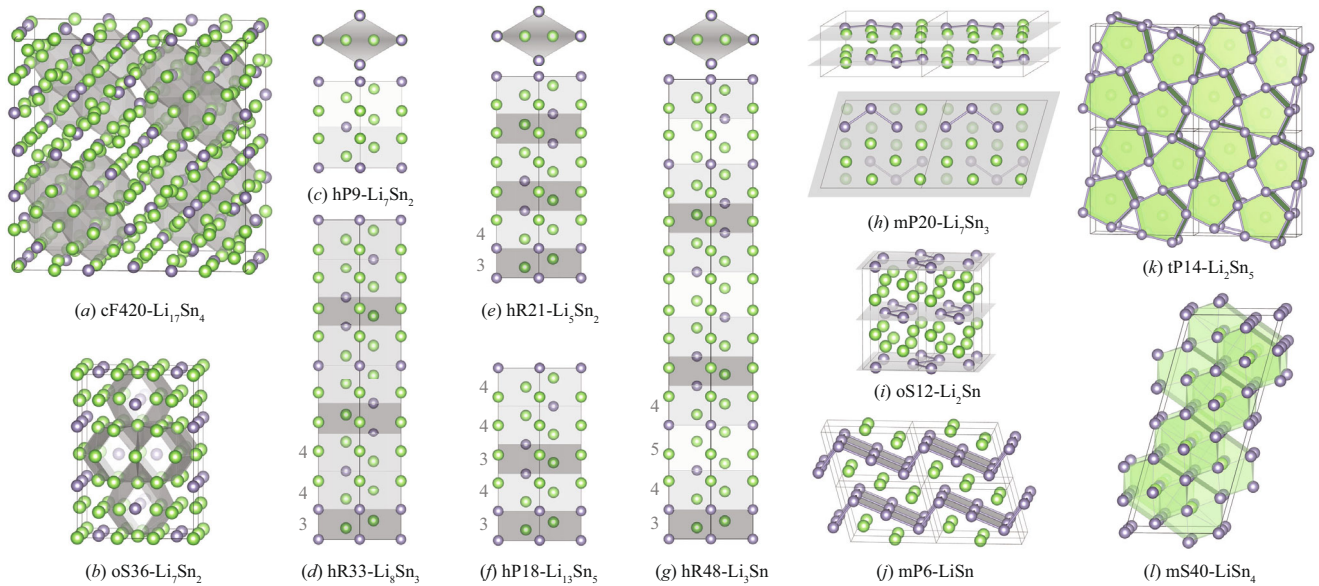 (a) cF420-Li₁₇Sn₄
(b) oS36-Li₇Sn₂
(c) hP9-Li₇Sn₂
4
4
3
(d) hR33-Li₈Sn₃
4
3
(e) hR21-Li₅Sn₂
4
4
3
4
3
(f) hP18-Li₁₃Sn₅
4
5
4
3
(g) hR48-Li₃Sn
(h) mP20-Li₇Sn₃
(i) oS12-Li₂Sn
(j) mP6-LiSn
(k) tP14-Li₂Sn₅
(l) mS40-LiSn₄